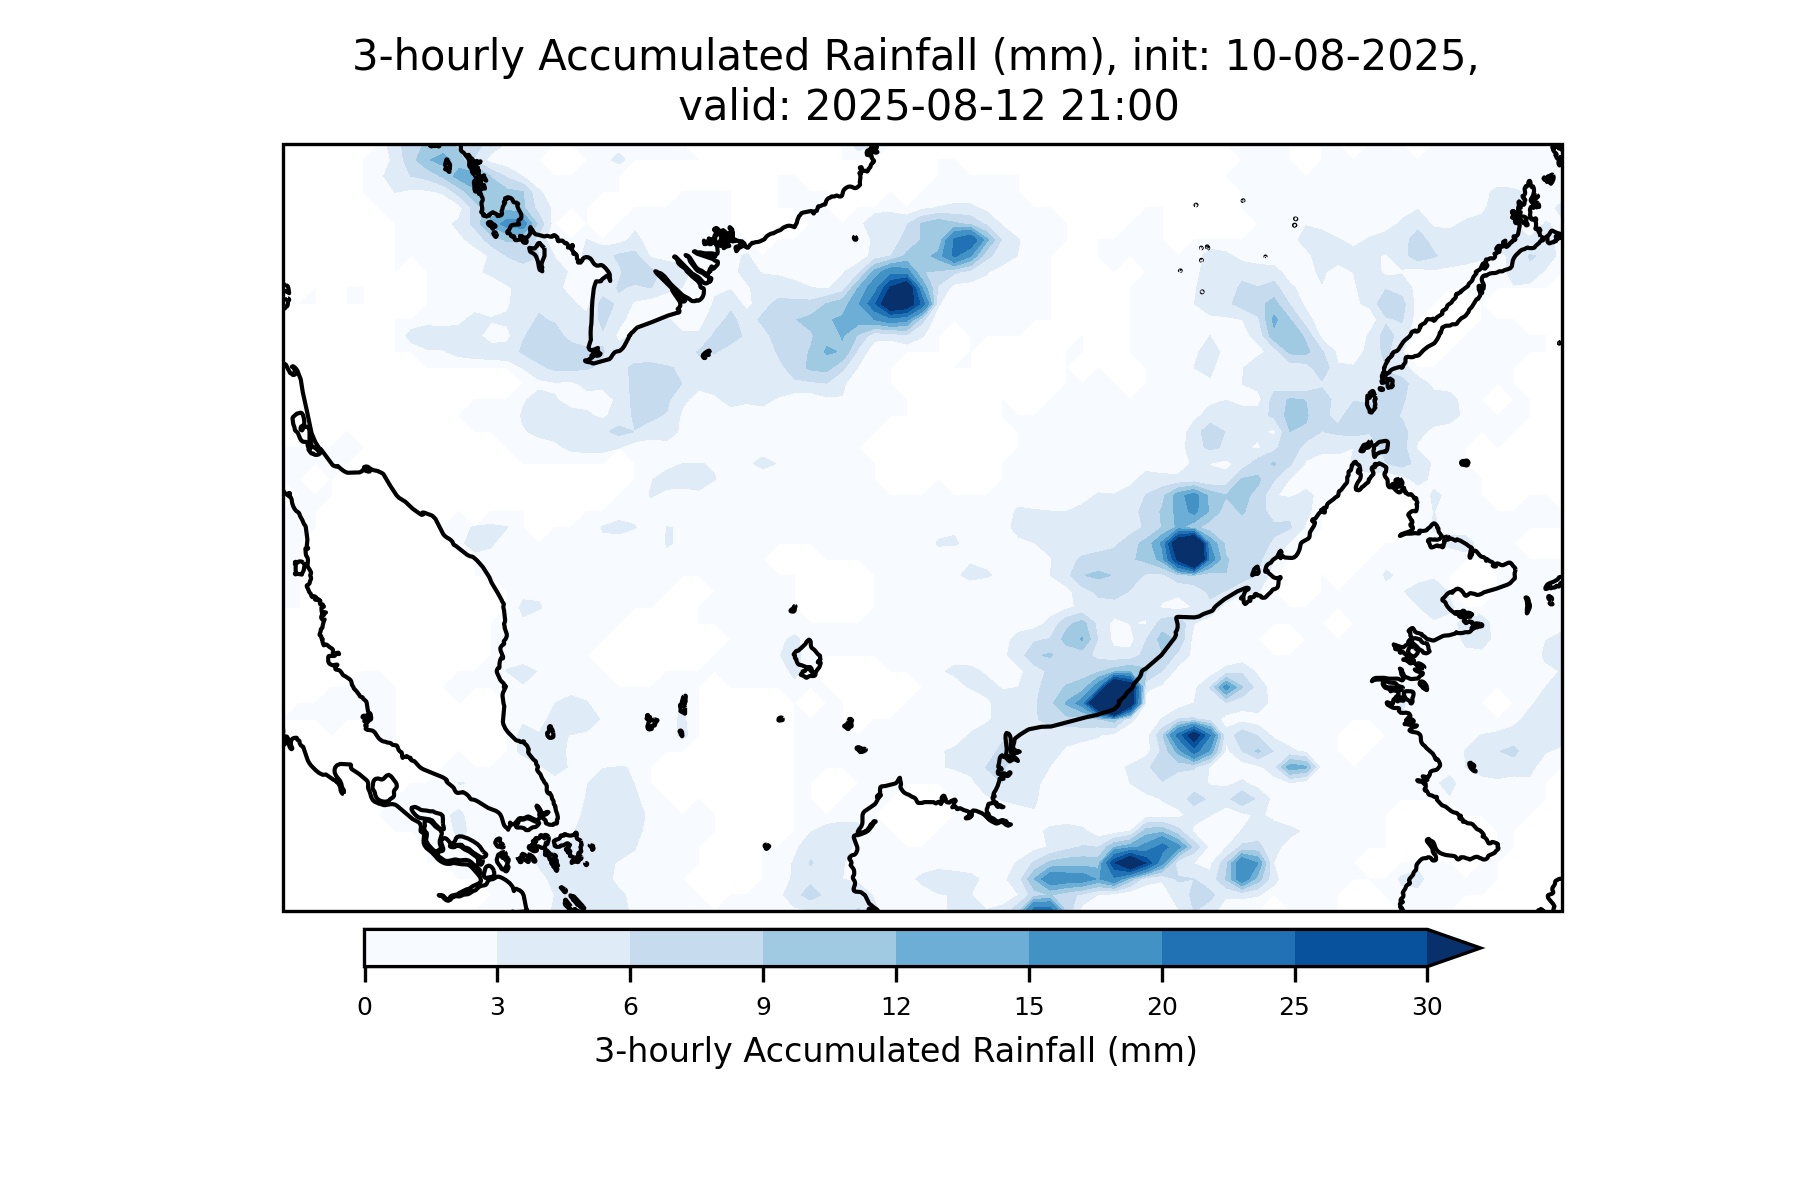 3-hourly Accumulated Rainfall (mm), init: 10-08-2025,
valid: 2025-08-12 21:00
0 3 6 9 12 15 20 25 30
3-hourly Accumulated Rainfall (mm)